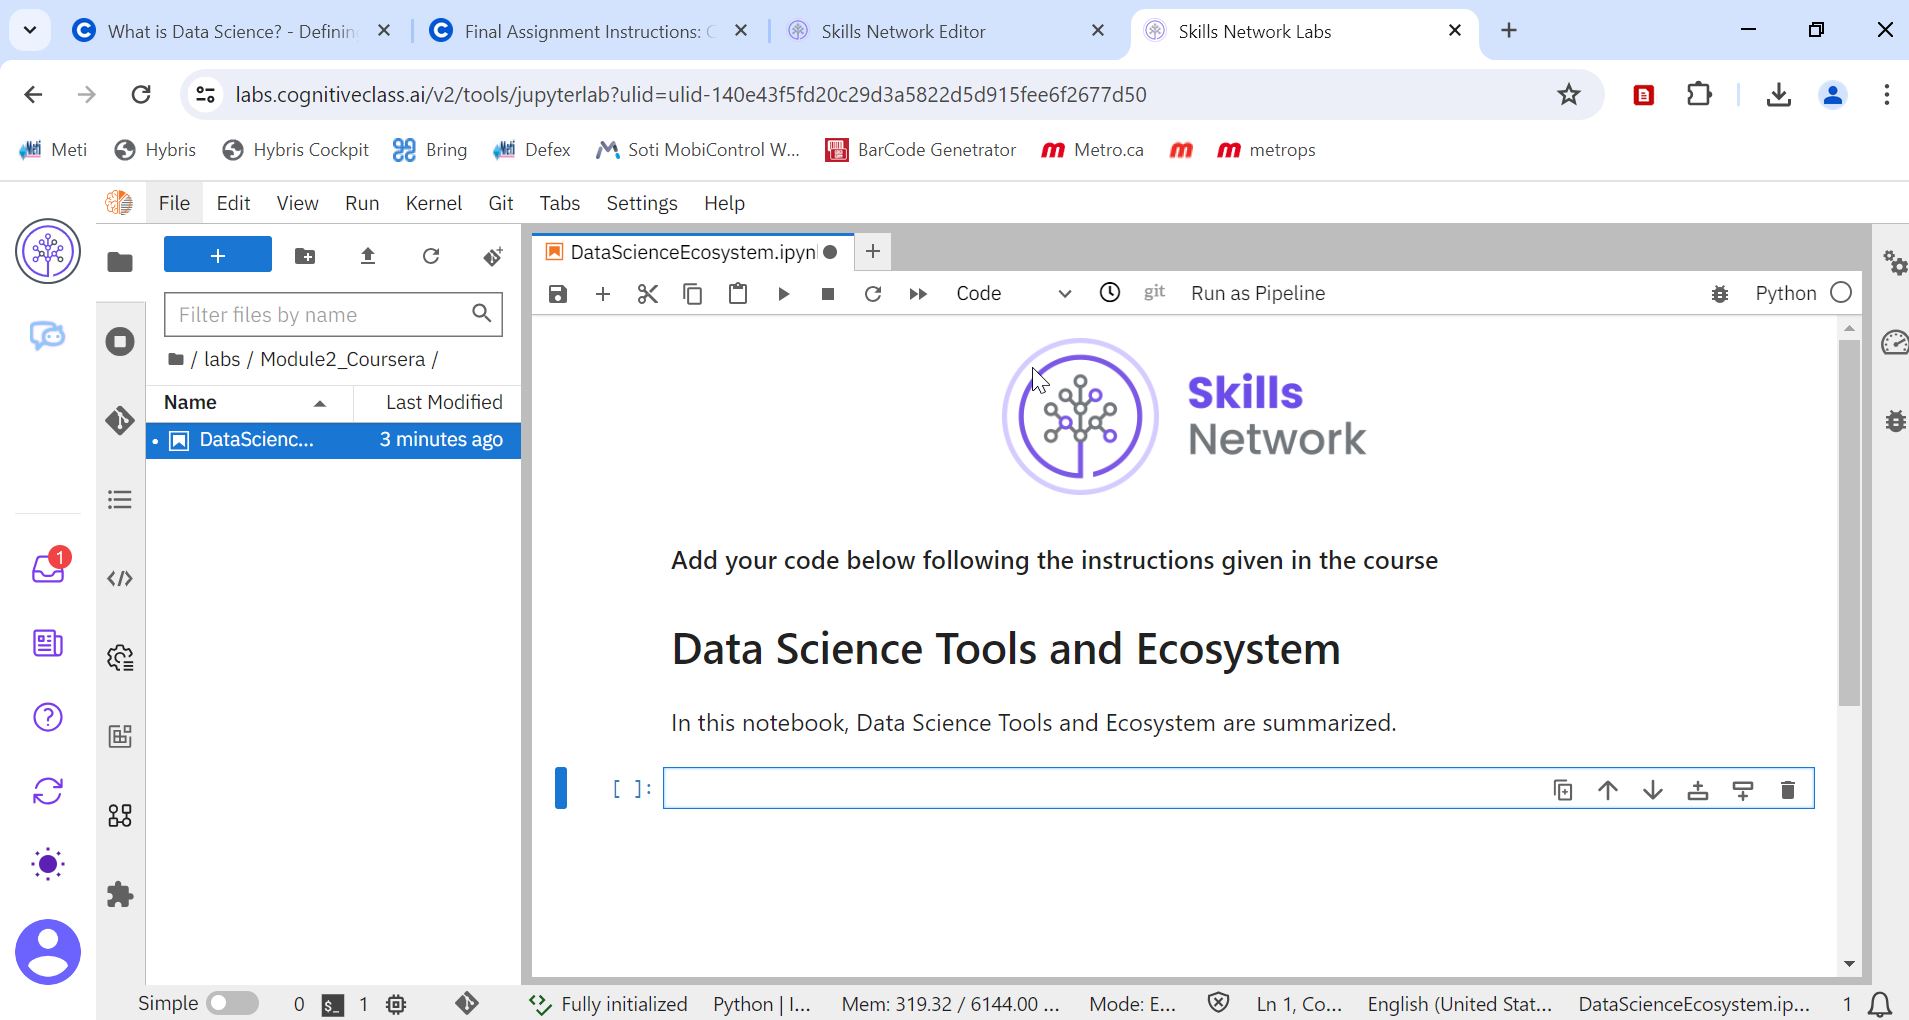 What is Data Science? - Defining
Final Assignment Instructions: C
Skills Network Editor
Skills Network Labs
labs.cognitiveclass.ai/v2/tools/jupyterlab?ulid=ulid-140e43f5fd20c29d3a5822d5d915fee6f2677d50
Meti Hybris Hybris Cockpit Bring Defex Soti MobiControl W... BarCode Genetrator Metro.ca metrops
File Edit View Run Kernel Git Tabs Settings Help
DataScienceEcosystem.ipyn
Code git Run as Pipeline Python
Filter files by name
/ labs / Module2_Coursera /
Name Last Modified
DataScienc... 3 minutes ago
Skills
Network
Add your code below following the instructions given in the course
Data Science Tools and Ecosystem
In this notebook, Data Science Tools and Ecosystem are summarized.
[ ]:
1
Simple 0 1 Fully initialized Python | I... Mem: 319.32 / 6144.00 ... Mode: E... Ln 1, Co... English (United Stat... DataScienceEcosystem.ip... 1